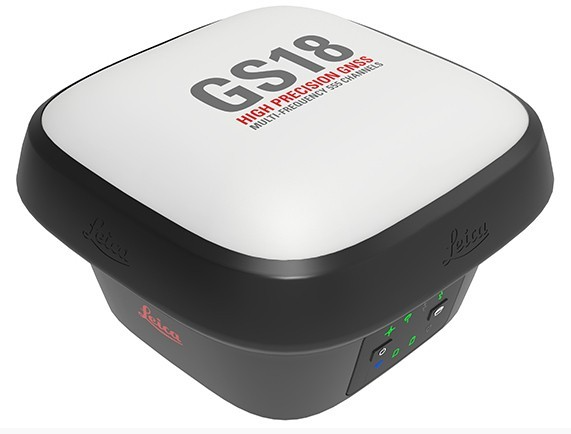 GS18
HIGH PRECISION GNSS
MULTI-FREQUENCY 555 CHANNELS
Leica
Leica
Leica